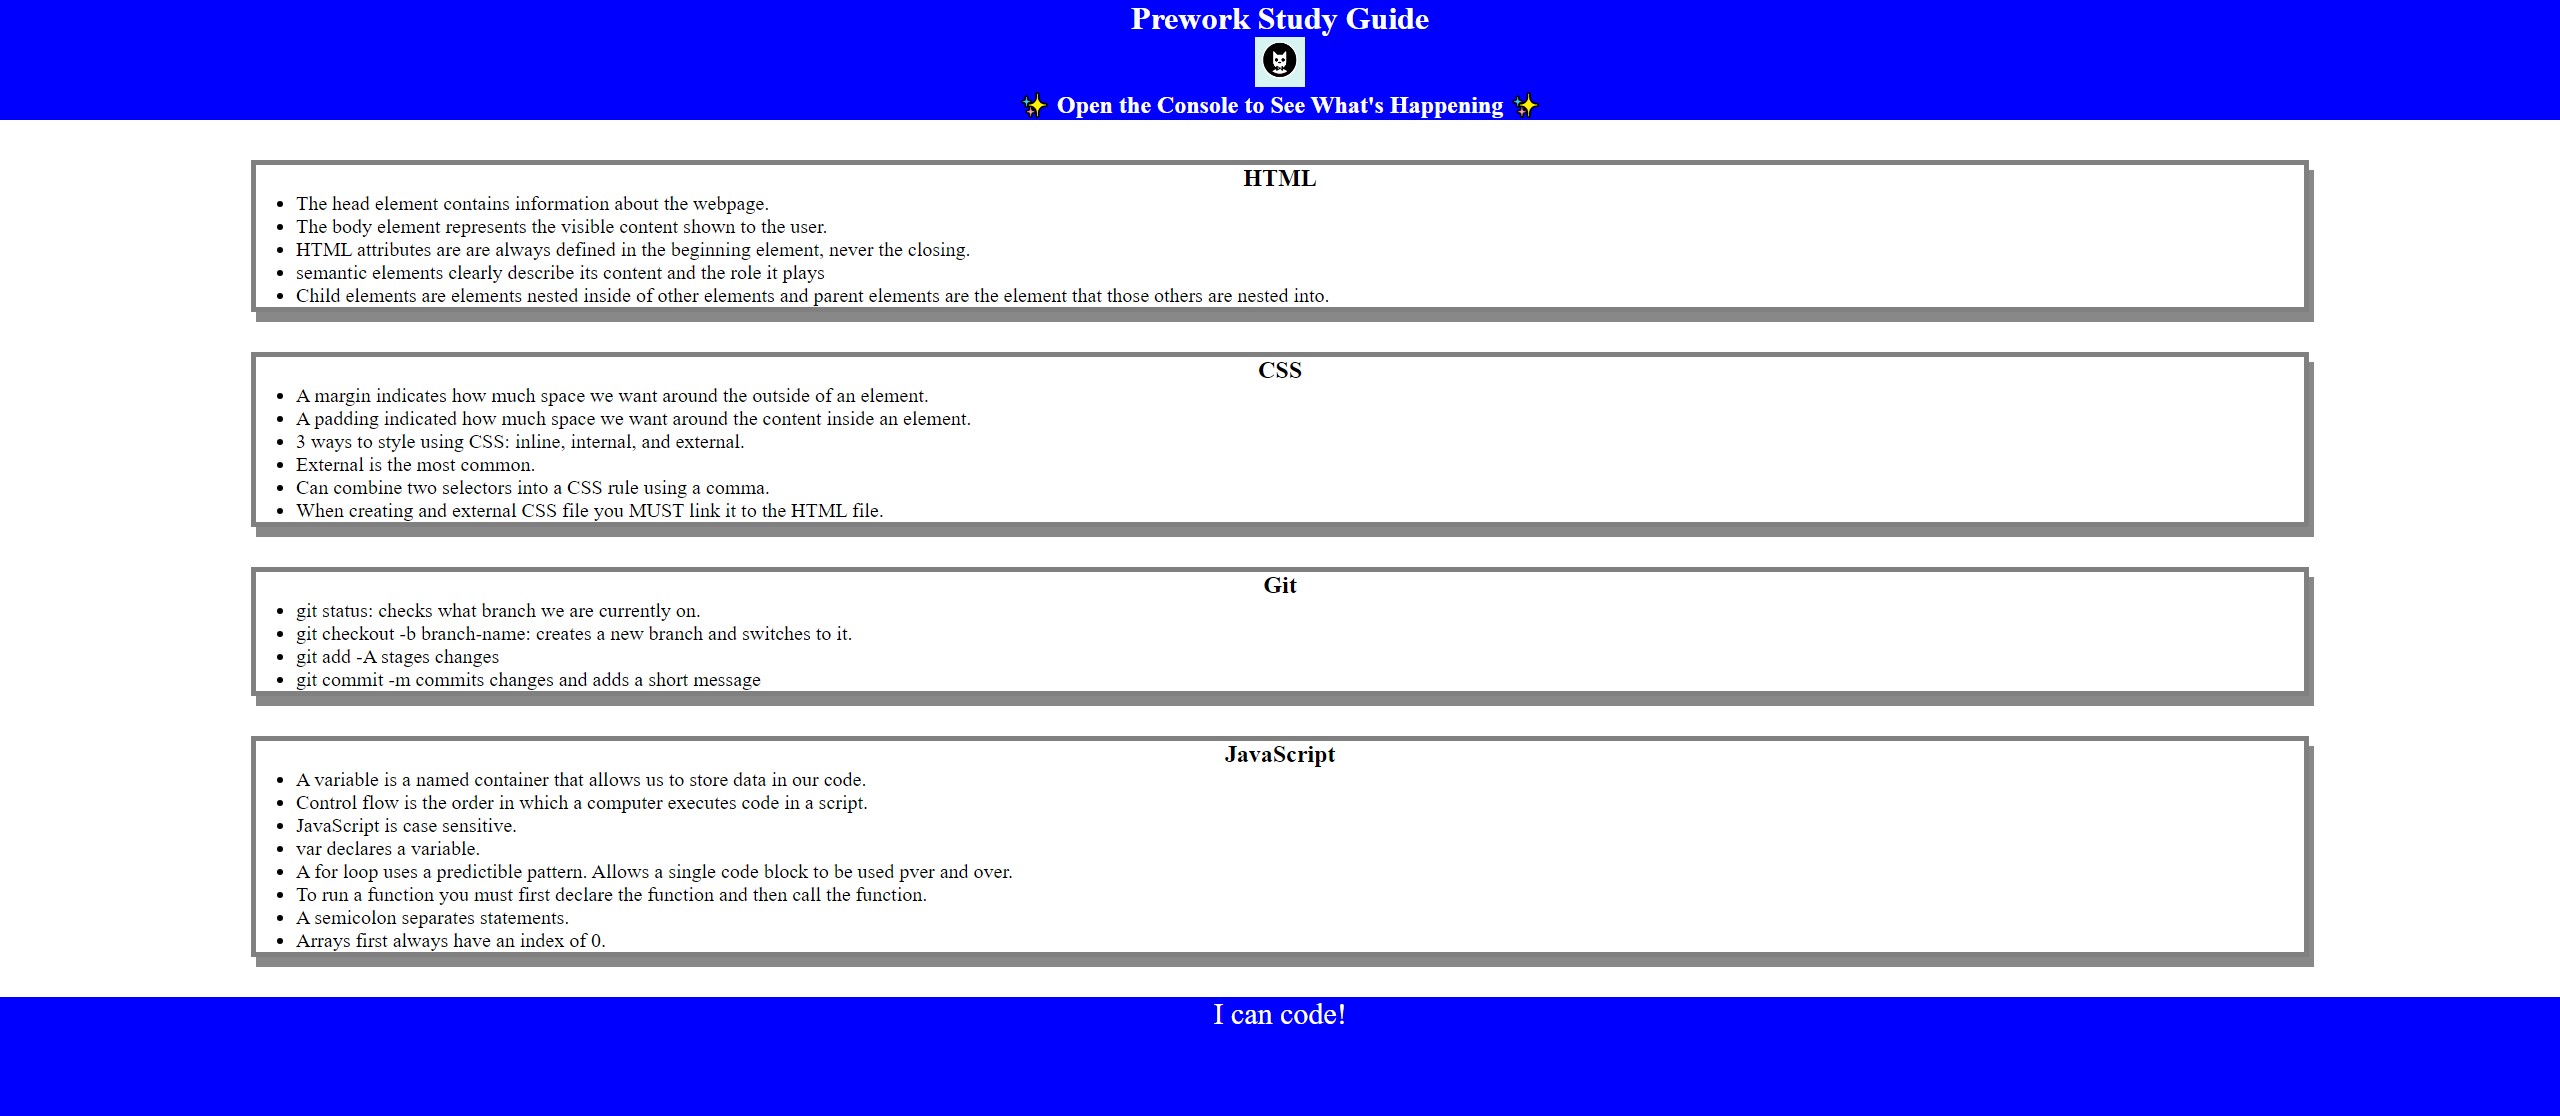 Prework Study Guide
✨ Open the Console to See What's Happening ✨
HTML
• The head element contains information about the webpage.
• The body element represents the visible content shown to the user.
• HTML attributes are are always defined in the beginning element, never the closing.
• semantic elements clearly describe its content and the role it plays
• Child elements are elements nested inside of other elements and parent elements are the element that those others are nested into.
CSS
• A margin indicates how much space we want around the outside of an element.
• A padding indicated how much space we want around the content inside an element.
• 3 ways to style using CSS: inline, internal, and external.
• External is the most common.
• Can combine two selectors into a CSS rule using a comma.
• When creating and external CSS file you MUST link it to the HTML file.
Git
• git status: checks what branch we are currently on.
• git checkout -b branch-name: creates a new branch and switches to it.
• git add -A stages changes
• git commit -m commits changes and adds a short message
JavaScript
• A variable is a named container that allows us to store data in our code.
• Control flow is the order in which a computer executes code in a script.
• JavaScript is case sensitive.
• var declares a variable.
• A for loop uses a predictible pattern. Allows a single code block to be used pver and over.
• To run a function you must first declare the function and then call the function.
• A semicolon separates statements.
• Arrays first always have an index of 0.
I can code!